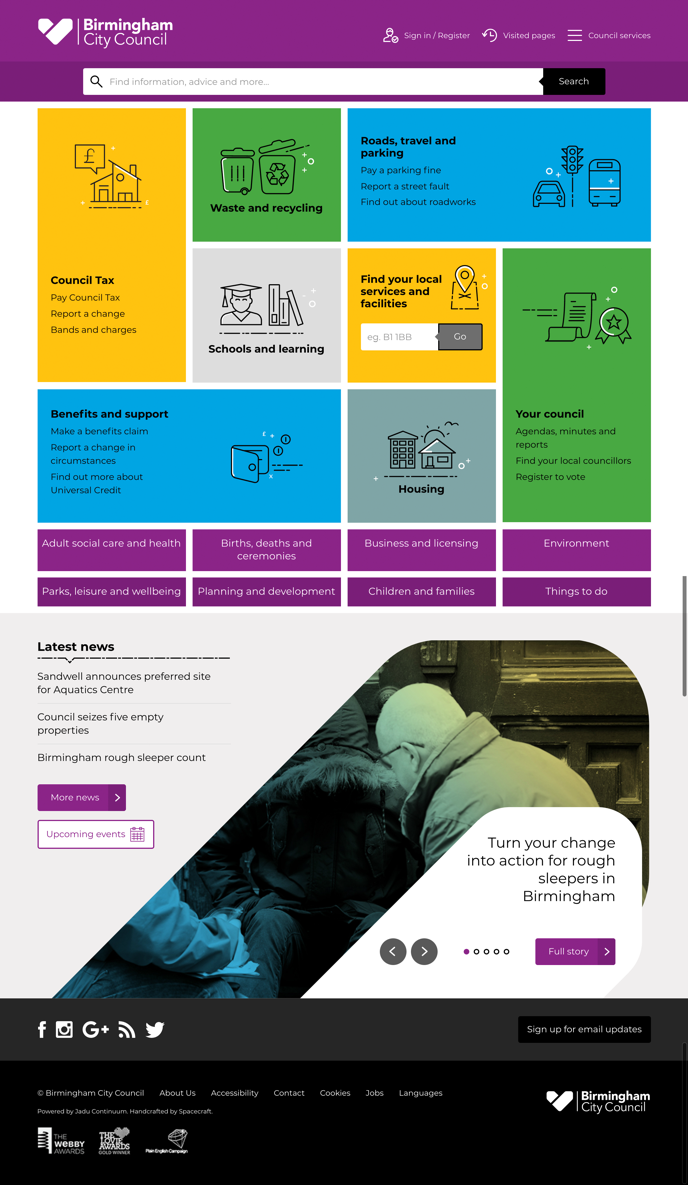 Birmingham
City Council
Sign in / Register
Visited pages
Council services
Find information, advice and more...
Search
£
Council Tax
Pay Council Tax
Report a change
Bands and charges
Waste and recycling
Roads, travel and
parking
Pay a parking fine
Report a street fault
Find out about roadworks
Schools and learning
Find your local
services and
facilities
eg. B1 1BB
Go
Your council
Agendas, minutes and
reports
Find your local councillors
Register to vote
Benefits and support
Make a benefits claim
Report a change in
circumstances
Find out more about
Universal Credit
Housing
Adult social care and health
Births, deaths and
ceremonies
Business and licensing
Environment
Parks, leisure and wellbeing
Planning and development
Children and families
Things to do
Latest news
Sandwell announces preferred site
for Aquatics Centre
Council seizes five empty
properties
Birmingham rough sleeper count
More news
Upcoming events
Turn your change
into action for rough
sleepers in
Birmingham
Full story
Sign up for email updates
© Birmingham City Council
About Us
Accessibility
Contact
Cookies
Jobs
Languages
Powered by Jadu Continuum. Handcrafted by Spacecraft.
Birmingham
City Council
THE
WEBBY
AWARDS
THE
LOVIE
AWARDS
GOLD WINNER
Plain English Campaign